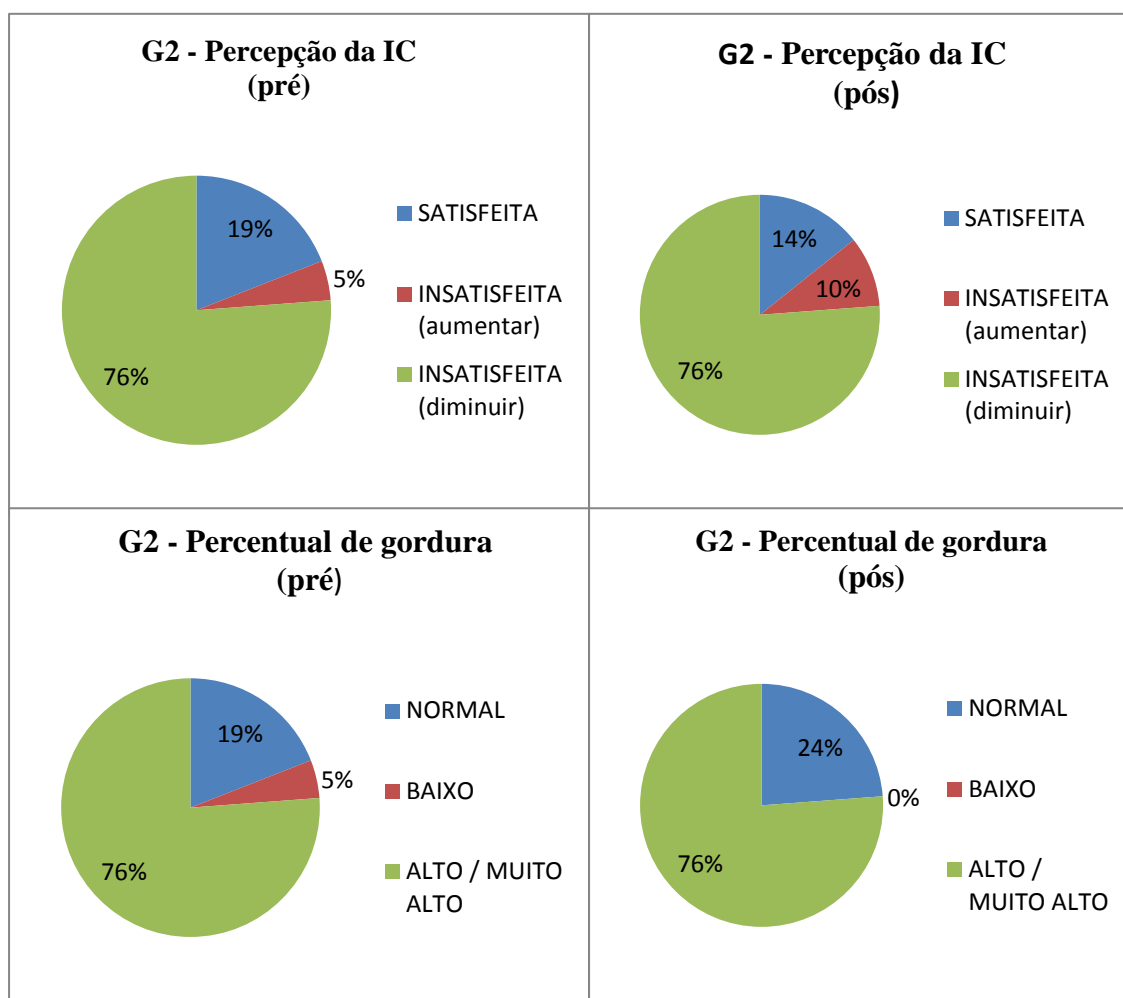 G2 - Percepção da IC
(pré)
19%
5%
76%
SATISFEITA
INSATISFEITA
(aumentar)
INSATISFEITA
(diminuir)
G2 - Percepção da IC
(pós)
14%
10%
76%
SATISFEITA
INSATISFEITA
(aumentar)
INSATISFEITA
(diminuir)
G2 - Percentual de gordura
(pré)
19%
5%
76%
NORMAL
BAIXO
ALTO / MUITO
ALTO
G2 - Percentual de gordura
(pós)
24%
0%
76%
NORMAL
BAIXO
ALTO /
MUITO ALTO